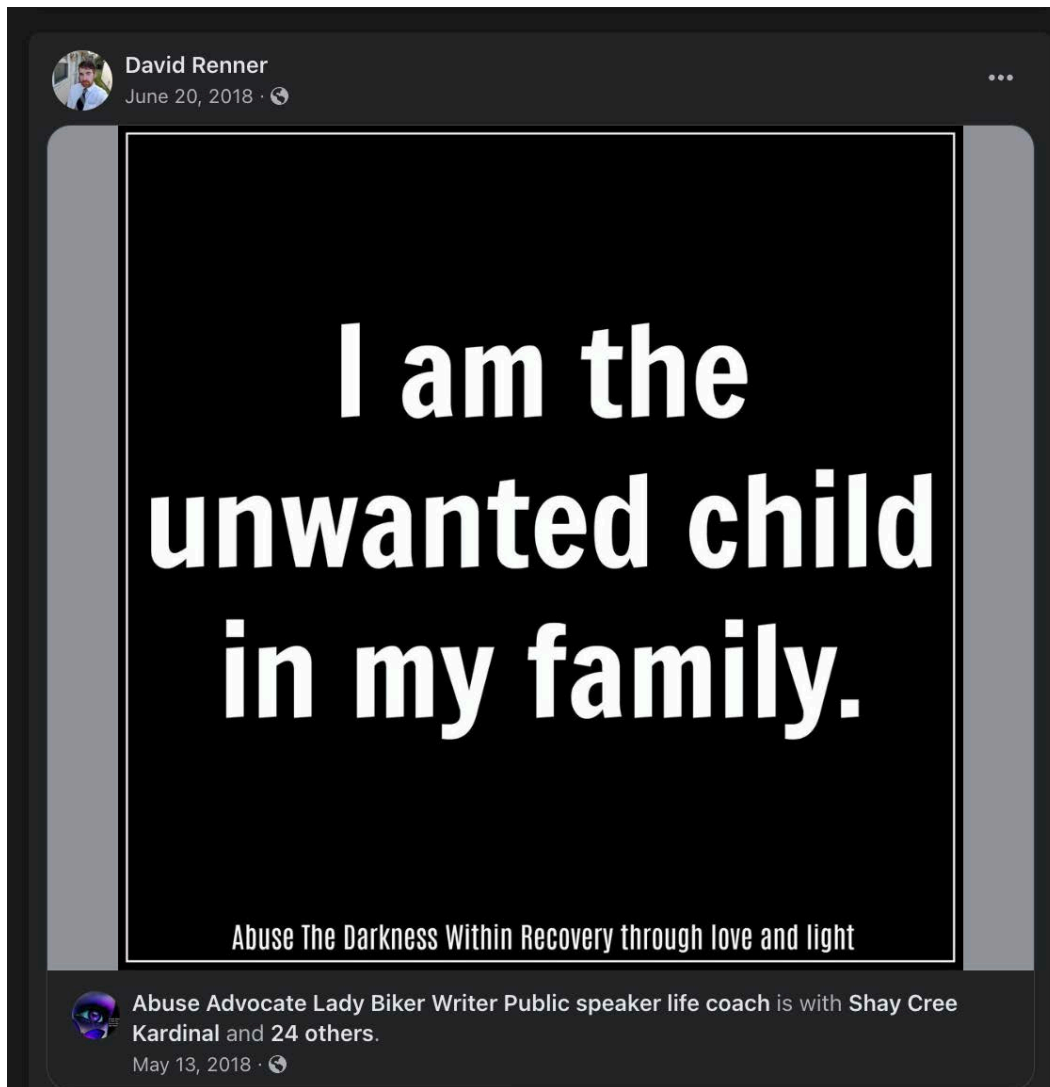 David Renner
June 20, 2018 ·
I am the
unwanted child
in my family.
Abuse The Darkness Within Recovery through love and light
Abuse Advocate Lady Biker Writer Public speaker life coach is with Shay Cree
Kardinal and 24 others.
May 13, 2018 ·